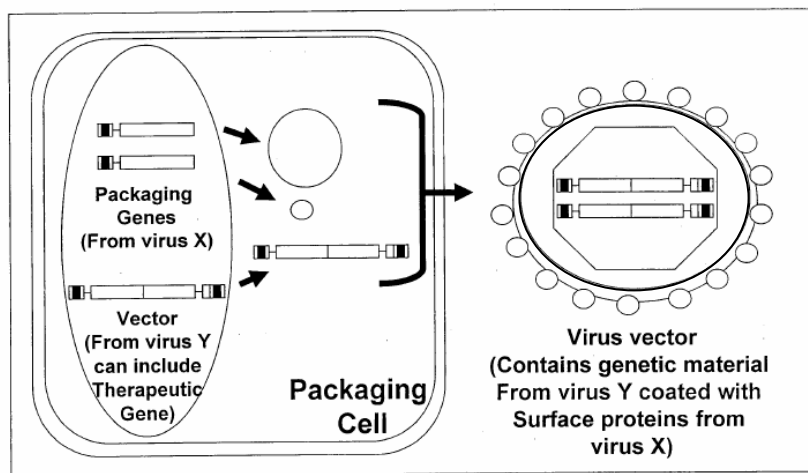 Packaging
Genes
(From virus X)
Vector
(From virus Y
can include
Therapeutic
Gene)
Packaging
Cell
Virus vector
(Contains genetic material
From virus Y coated with
Surface proteins from
virus X)